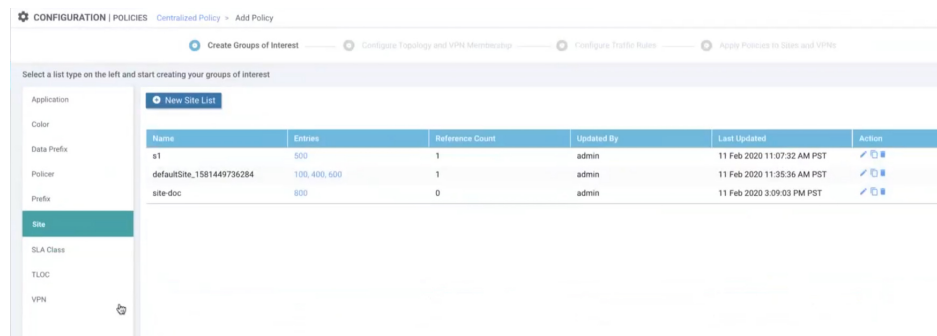 CONFIGURATION | POLICIES Centralized Policy > Add Policy
Create Groups of Interest Configure Topology and VPN Membership Configure Traffic Rules Apply Policies to Sites and VPNs
Select a list type on the left and start creating your groups of interest
Application
Color
Data Prefix
Policer
Prefix
Site
SLA Class
TLOC
VPN
New Site List
Name Entries Reference Count Updated By Last Updated Action
s1 500 1 admin 11 Feb 2020 11:07:32 AM PST
defaultSite_1581449736284 100, 400, 600 1 admin 11 Feb 2020 11:35:36 AM PST
site-doc 800 0 admin 11 Feb 2020 3:09:03 PM PST